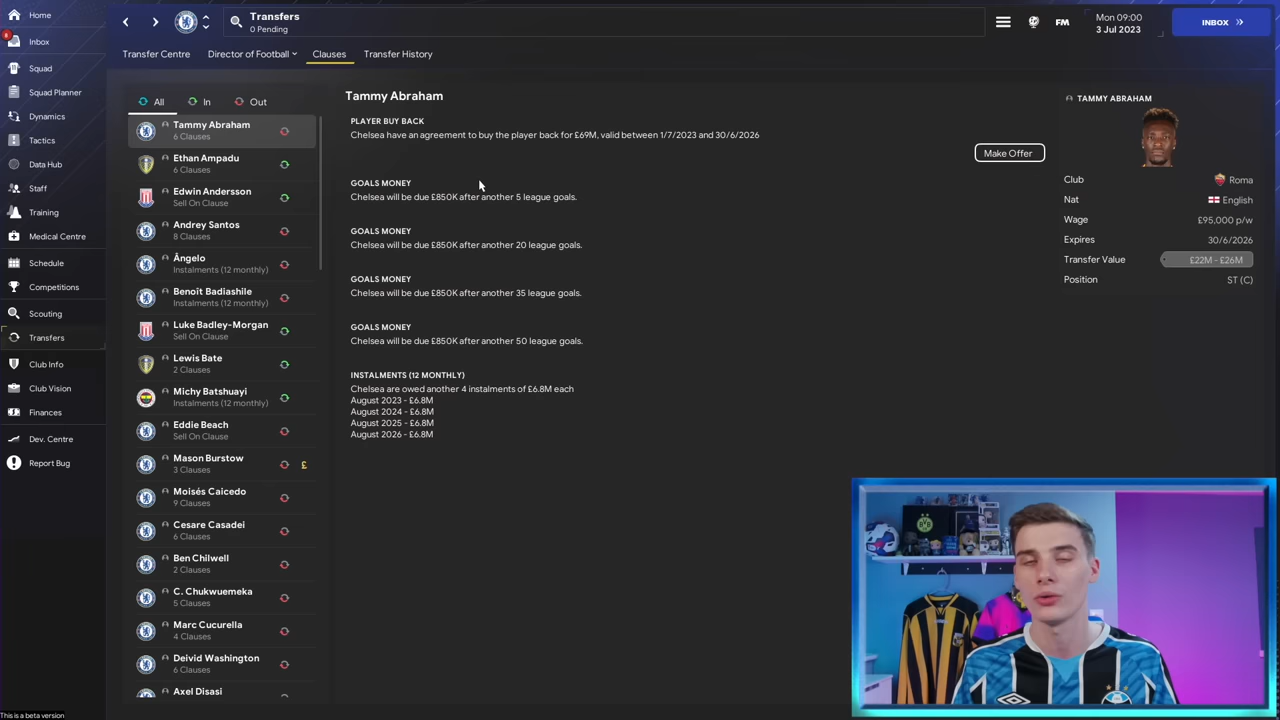 Home
6
Inbox
Squad
Squad Planner
Dynamics
Tactics
Data Hub
Staff
Training
Medical Centre
Schedule
Competitions
Scouting
Transfers
Club Info
Club Vision
Finances
Dev. Centre
Report Bug
This is a beta version
Transfers
0 Pending
FM
Mon 09:00
3 Jul 2023
INBOX
Transfer Centre
Director of Football
Clauses
Transfer History
All
In
Out
Tammy Abraham
6 Clauses
Ethan Ampadu
6 Clauses
Edwin Andersson
Sell On Clause
Andrey Santos
8 Clauses
Ângelo
Instalments (12 monthly)
Benoît Badiashile
Instalments (12 monthly)
Luke Badley-Morgan
Sell On Clause
Lewis Bate
2 Clauses
Michy Batshuayi
Instalments (12 monthly)
Eddie Beach
Sell On Clause
Mason Burstow
3 Clauses
£
Moisés Caicedo
9 Clauses
Cesare Casadei
6 Clauses
Ben Chilwell
2 Clauses
C. Chukwuemeka
5 Clauses
Marc Cucurella
4 Clauses
Deivid Washington
6 Clauses
Axel Disasi
Tammy Abraham
PLAYER BUY BACK
Chelsea have an agreement to buy the player back for £69M, valid between 1/7/2023 and 30/6/2026
Make Offer
GOALS MONEY
Chelsea will be due £850K after another 5 league goals.
GOALS MONEY
Chelsea will be due £850K after another 20 league goals.
GOALS MONEY
Chelsea will be due £850K after another 35 league goals.
GOALS MONEY
Chelsea will be due £850K after another 50 league goals.
INSTALMENTS (12 MONTHLY)
Chelsea are owed another 4 instalments of £6.8M each
August 2023 - £6.8M
August 2024 - £6.8M
August 2025 - £6.8M
August 2026 - £6.8M
TAMMY ABRAHAM
Club Roma
Nat English
Wage £95,000 p/w
Expires 30/6/2026
Transfer Value £22M - £26M
Position ST (C)
BVB
09